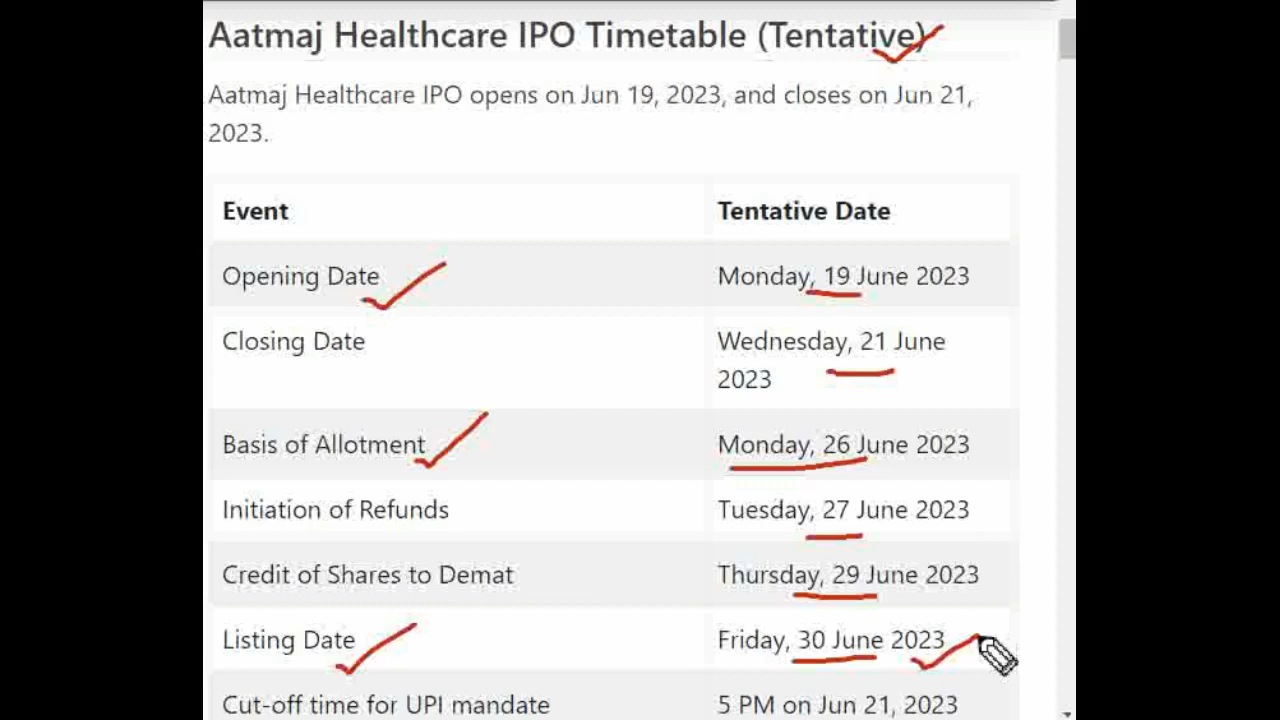 Aatmaj Healthcare IPO Timetable (Tentative)
Aatmaj Healthcare IPO opens on Jun 19, 2023, and closes on Jun 21,
2023.
Event Tentative Date
Opening Date Monday, 19 June 2023
Closing Date Wednesday, 21 June
2023
Basis of Allotment Monday, 26 June 2023
Initiation of Refunds Tuesday, 27 June 2023
Credit of Shares to Demat Thursday, 29 June 2023
Listing Date Friday, 30 June 2023
Cut-off time for UPI mandate 5 PM on Jun 21, 2023